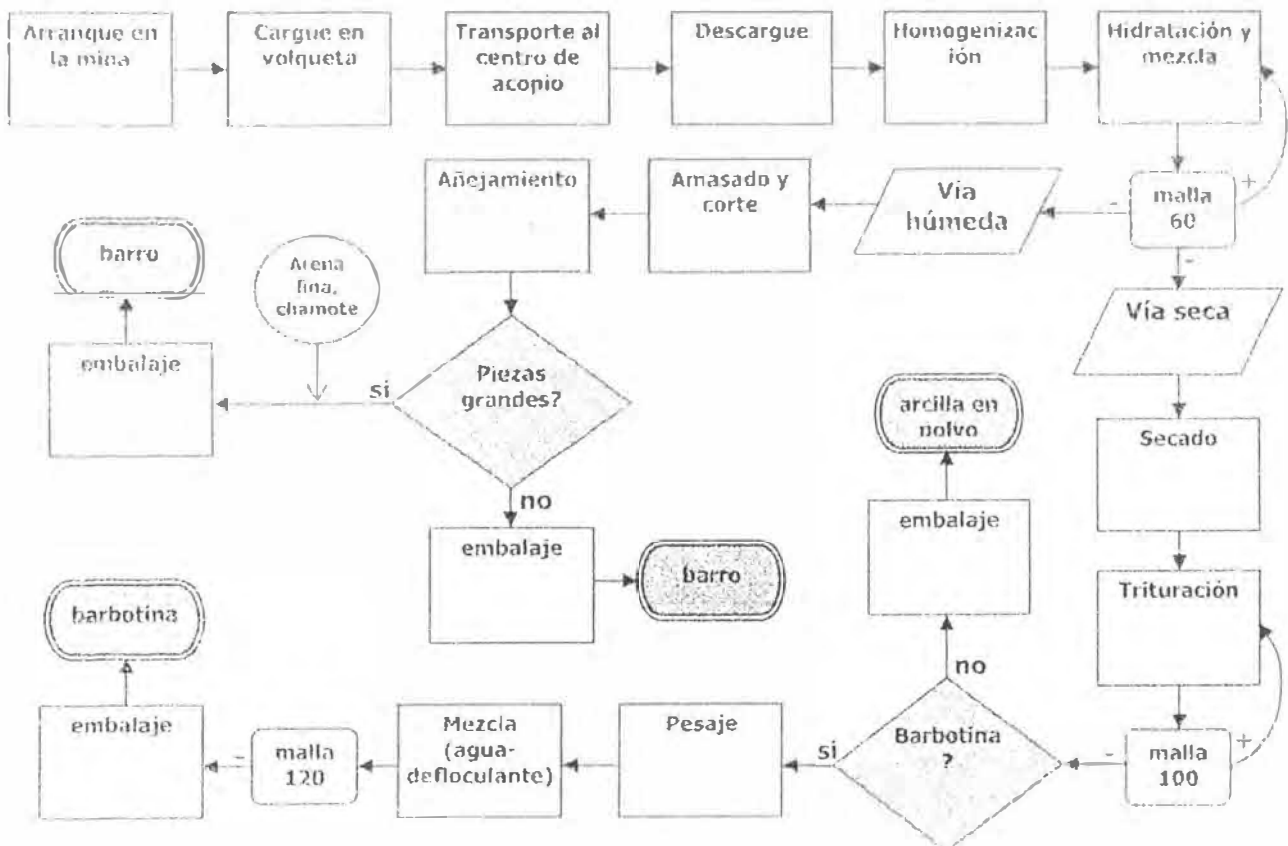 Arranque en
la mina
Cargue en
volqueta
Transporte al
centro de
acopio
Descargue
Homogenizac
ión
Hidratación y
mezcla
+
malla
60
-
-
Vía
húmeda
Amasado y
corte
Añejamiento
Piezas
grandes?
si
Arena
fina,
chamote
embalaje
barro
no
embalaje
barro
Vía seca
Secado
Trituración
+
malla
100
-
Barbotina
?
no
embalaje
arcilla en
polvo
si
Pesaje
Mezcla
(agua-
defloculante)
malla
120
-
embalaje
barbotina